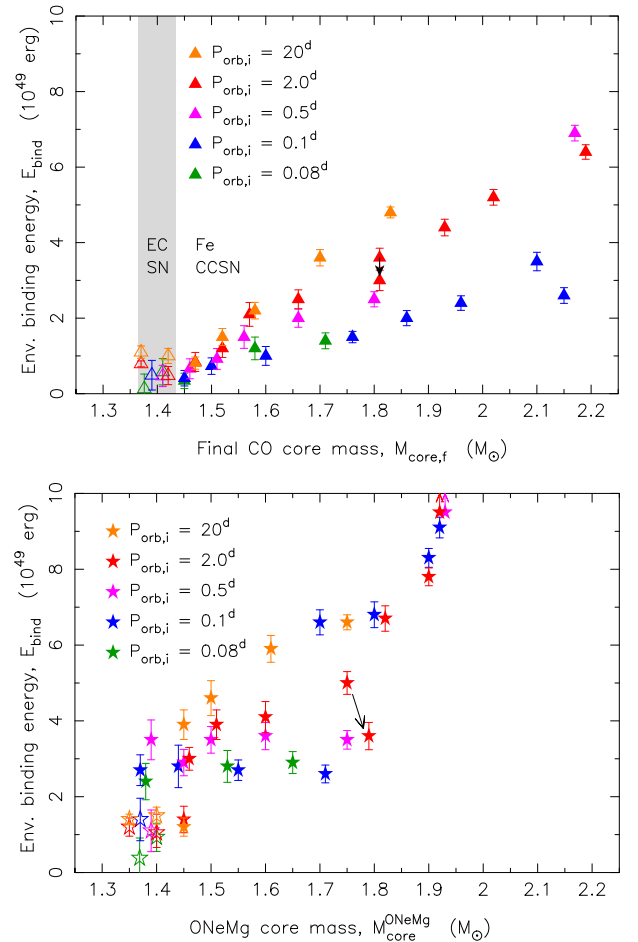 10
8
6
4
2
0
Env. binding energy, E_bind (10^49 erg)
P_orb,i = 20^d
P_orb,i = 2.0^d
P_orb,i = 0.5^d
P_orb,i = 0.1^d
P_orb,i = 0.08^d
EC Fe
SN CCSN
1.3 1.4 1.5 1.6 1.7 1.8 1.9 2 2.1 2.2
Final CO core mass, M_core,f (M_⊙)
10
8
6
4
2
0
Env. binding energy, E_bind (10^49 erg)
P_orb,i = 20^d
P_orb,i = 2.0^d
P_orb,i = 0.5^d
P_orb,i = 0.1^d
P_orb,i = 0.08^d
1.3 1.4 1.5 1.6 1.7 1.8 1.9 2 2.1 2.2
ONeMg core mass, M_core^ONeMg (M_⊙)